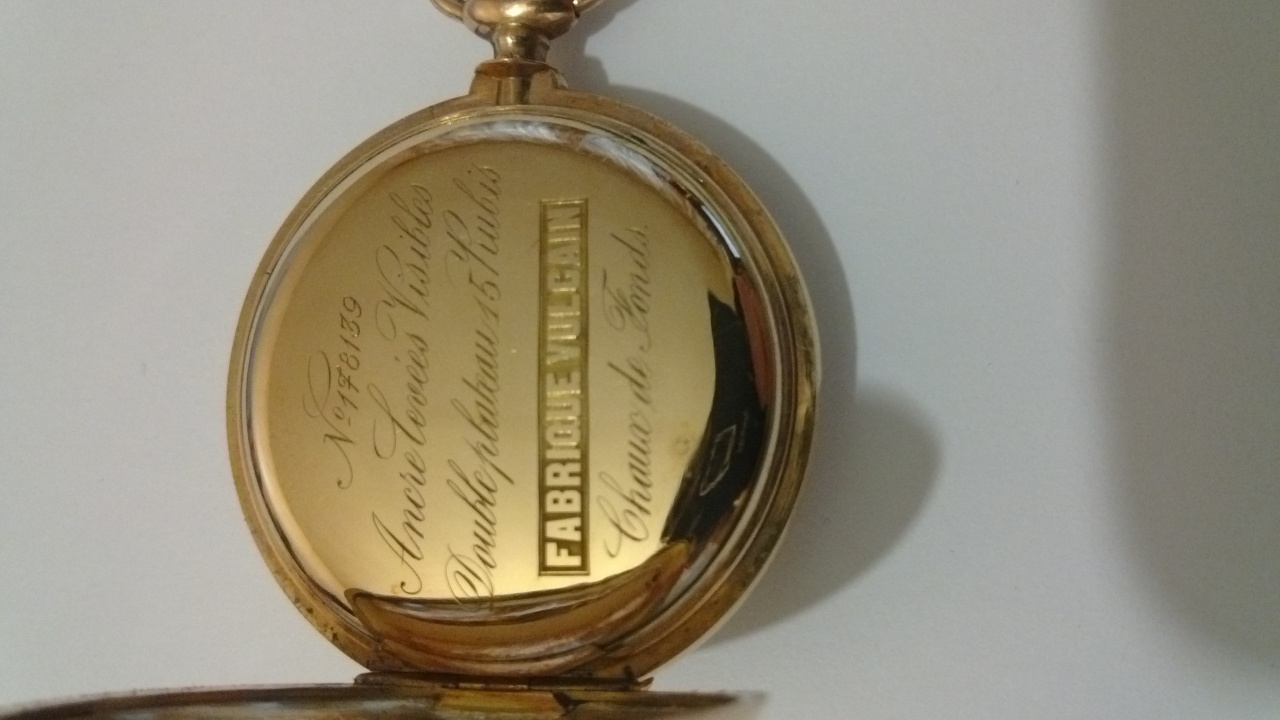 No 178139
Ancre Levées Visibles
Double plateau 15 Rubis
FABRIQUE VULCAIN
Chaux de Fonds.